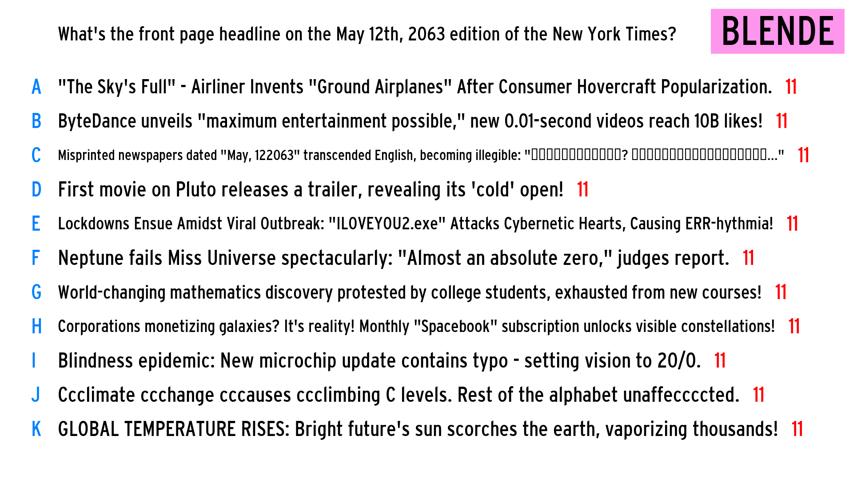 What's the front page headline on the May 12th, 2063 edition of the New York Times?
BLENDE
A "The Sky's Full" - Airliner Invents "Ground Airplanes" After Consumer Hovercraft Popularization. 11
B ByteDance unveils "maximum entertainment possible," new 0.01-second videos reach 10B likes! 11
C Misprinted newspapers dated "May, 122063" transcended English, becoming illegible: "▯▯▯▯▯▯▯▯▯▯▯▯▯? ▯▯▯▯▯▯▯▯▯▯▯▯▯▯▯▯▯▯▯▯..." 11
D First movie on Pluto releases a trailer, revealing its 'cold' open! 11
E Lockdowns Ensue Amidst Viral Outbreak: "ILOVEYOU2.exe" Attacks Cybernetic Hearts, Causing ERR-hythmia! 11
F Neptune fails Miss Universe spectacularly: "Almost an absolute zero," judges report. 11
G World-changing mathematics discovery protested by college students, exhausted from new courses! 11
H Corporations monetizing galaxies? It's reality! Monthly "Spacebook" subscription unlocks visible constellations! 11
I Blindness epidemic: New microchip update contains typo - setting vision to 20/0. 11
J Ccclimate ccchange cccauses ccclimbing C levels. Rest of the alphabet unaffeccccted. 11
K GLOBAL TEMPERATURE RISES: Bright future's sun scorches the earth, vaporizing thousands! 11